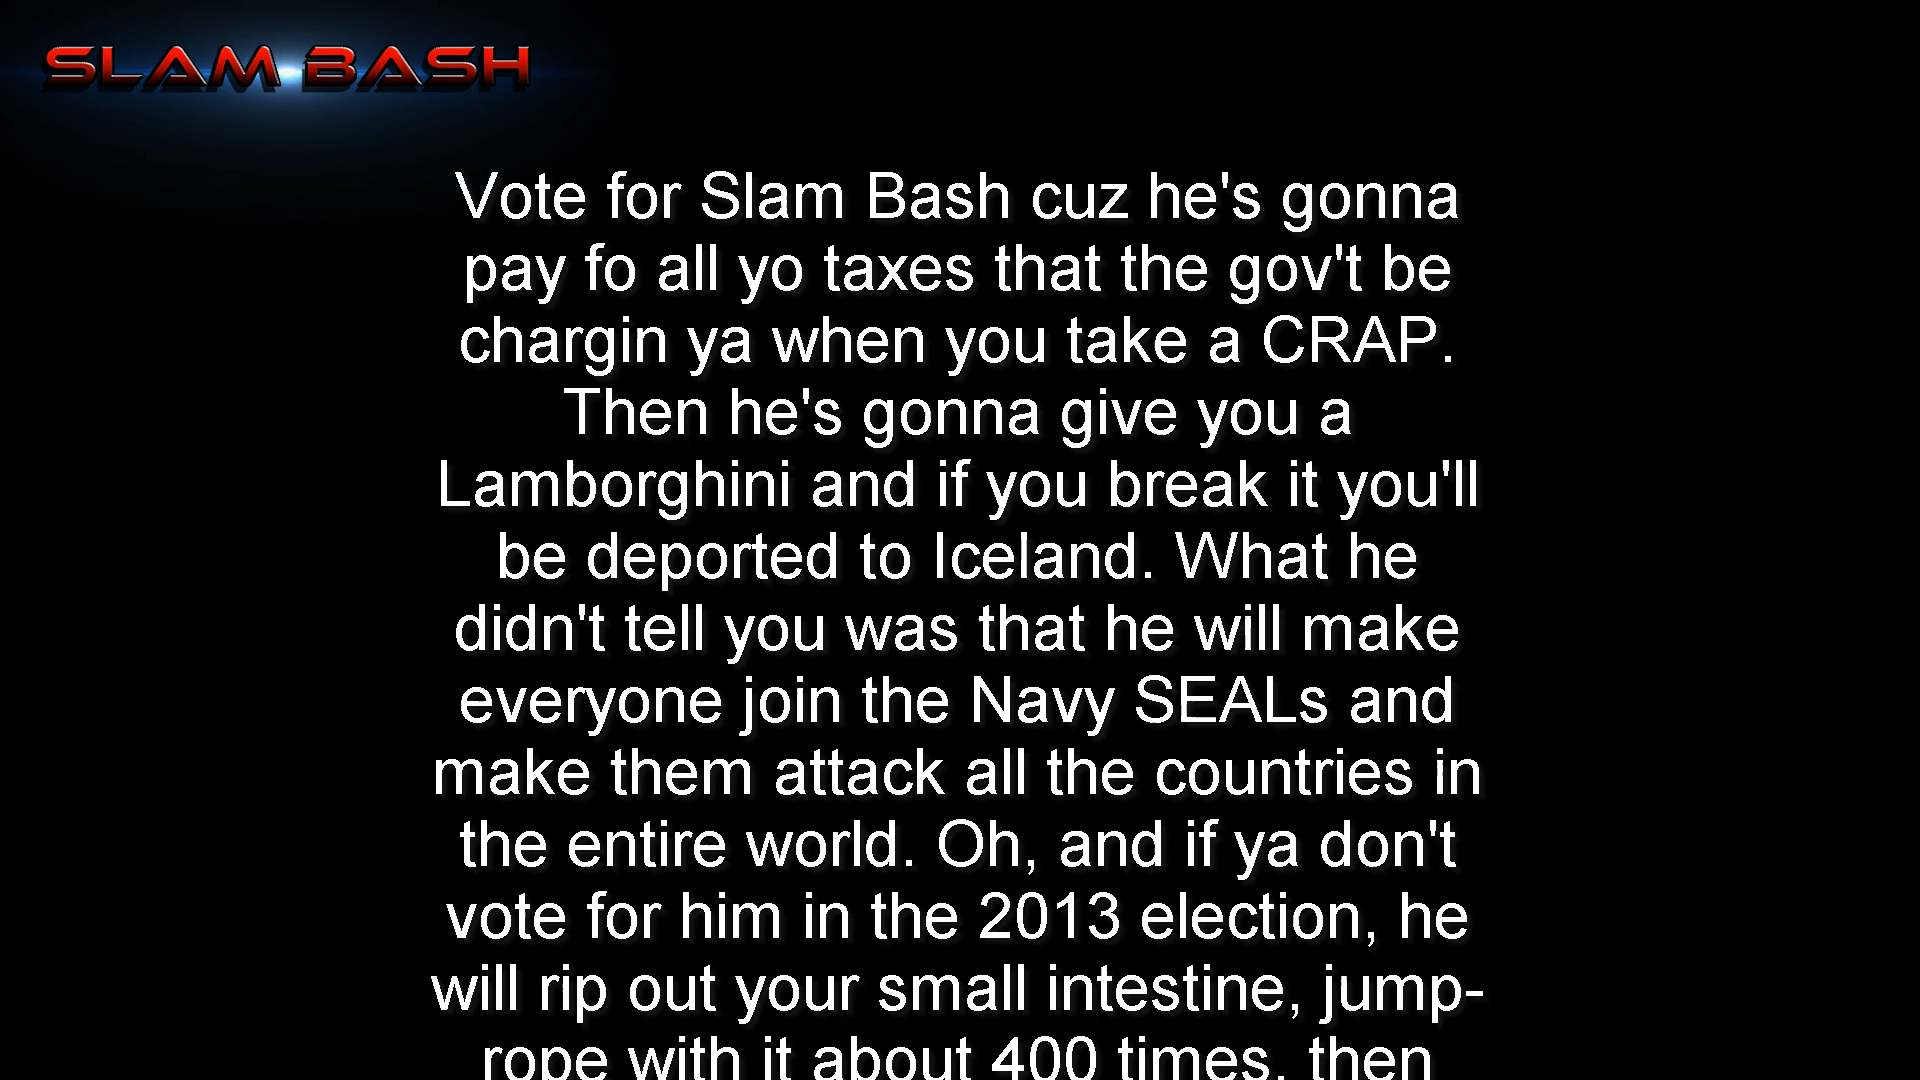 SLAM BASH
Vote for Slam Bash cuz he's gonna
pay fo all yo taxes that the gov't be
chargin ya when you take a CRAP.
Then he's gonna give you a
Lamborghini and if you break it you'll
be deported to Iceland. What he
didn't tell you was that he will make
everyone join the Navy SEALs and
make them attack all the countries in
the entire world. Oh, and if ya don't
vote for him in the 2013 election, he
will rip out your small intestine, jump-
rope with it about 400 times, then